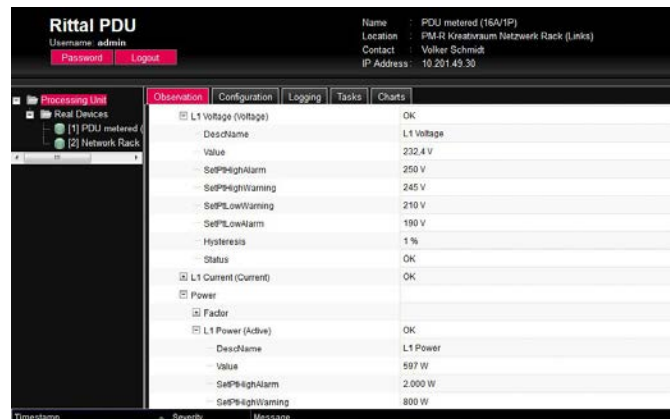 Rittal PDU
Username: admin
Password Logout
Name : PDU metered (16A/1P)
Location : PM-R Kreativraum Netzwerk Rack (Links)
Contact : Volker Schmidt
IP Address : 10.201.49.30
Processing Unit
Real Devices
[1] PDU metered (
[2] Network Rack
Observation Configuration Logging Tasks Charts
L1 Voltage (Voltage) OK
DescName L1 Voltage
Value 232,4 V
SetPtHighAlarm 250 V
SetPtHighWarning 245 V
SetPtLowWarning 210 V
SetPtLowAlarm 190 V
Hysteresis 1 %
Status OK
L1 Current (Current) OK
Power
Factor
L1 Power (Active) OK
DescName L1 Power
Value 597 W
SetPtHighAlarm 2.000 W
SetPtHighWarning 800 W
Timestamp Severity Message